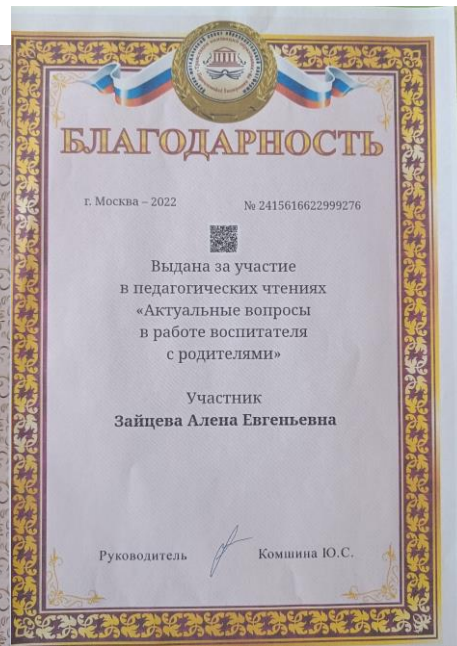 БЛАГОДАРНОСТЬ
г. Москва – 2022
№ 2415616622999276
Выдана за участие
в педагогических чтениях
«Актуальные вопросы
в работе воспитателя
с родителями»
Участник
Зайцева Алена Евгеньевна
Руководитель
Комшина Ю.С.